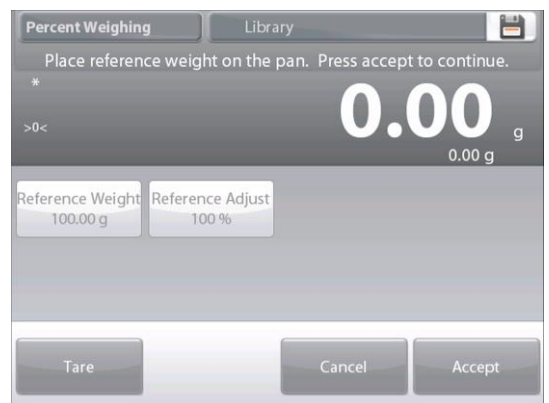 Percent Weighing
Library
Place reference weight on the pan. Press accept to continue.
*
>0<
0.00 g
0.00 g
Reference Weight
100.00 g
Reference Adjust
100 %
Tare
Cancel
Accept